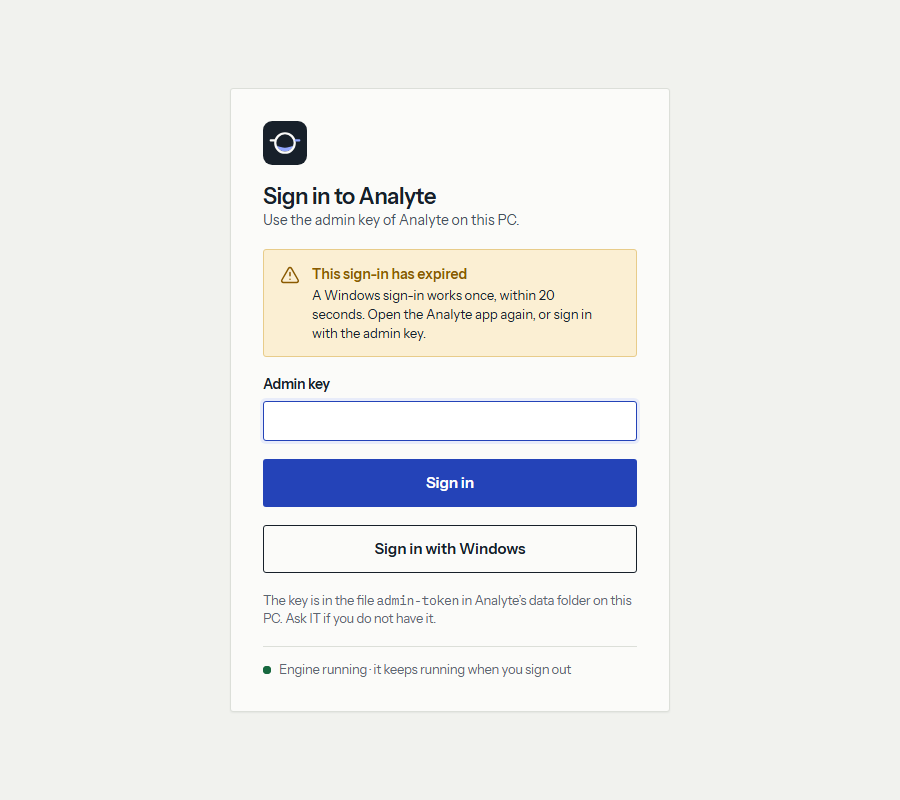 Sign in to Analyte
Use the admin key of Analyte on this PC.
This sign-in has expired
A Windows sign-in works once, within 20
seconds. Open the Analyte app again, or sign in
with the admin key.
Admin key
Sign in
Sign in with Windows
The key is in the file admin-token in Analyte's data folder on this
PC. Ask IT if you do not have it.
Engine running · it keeps running when you sign out